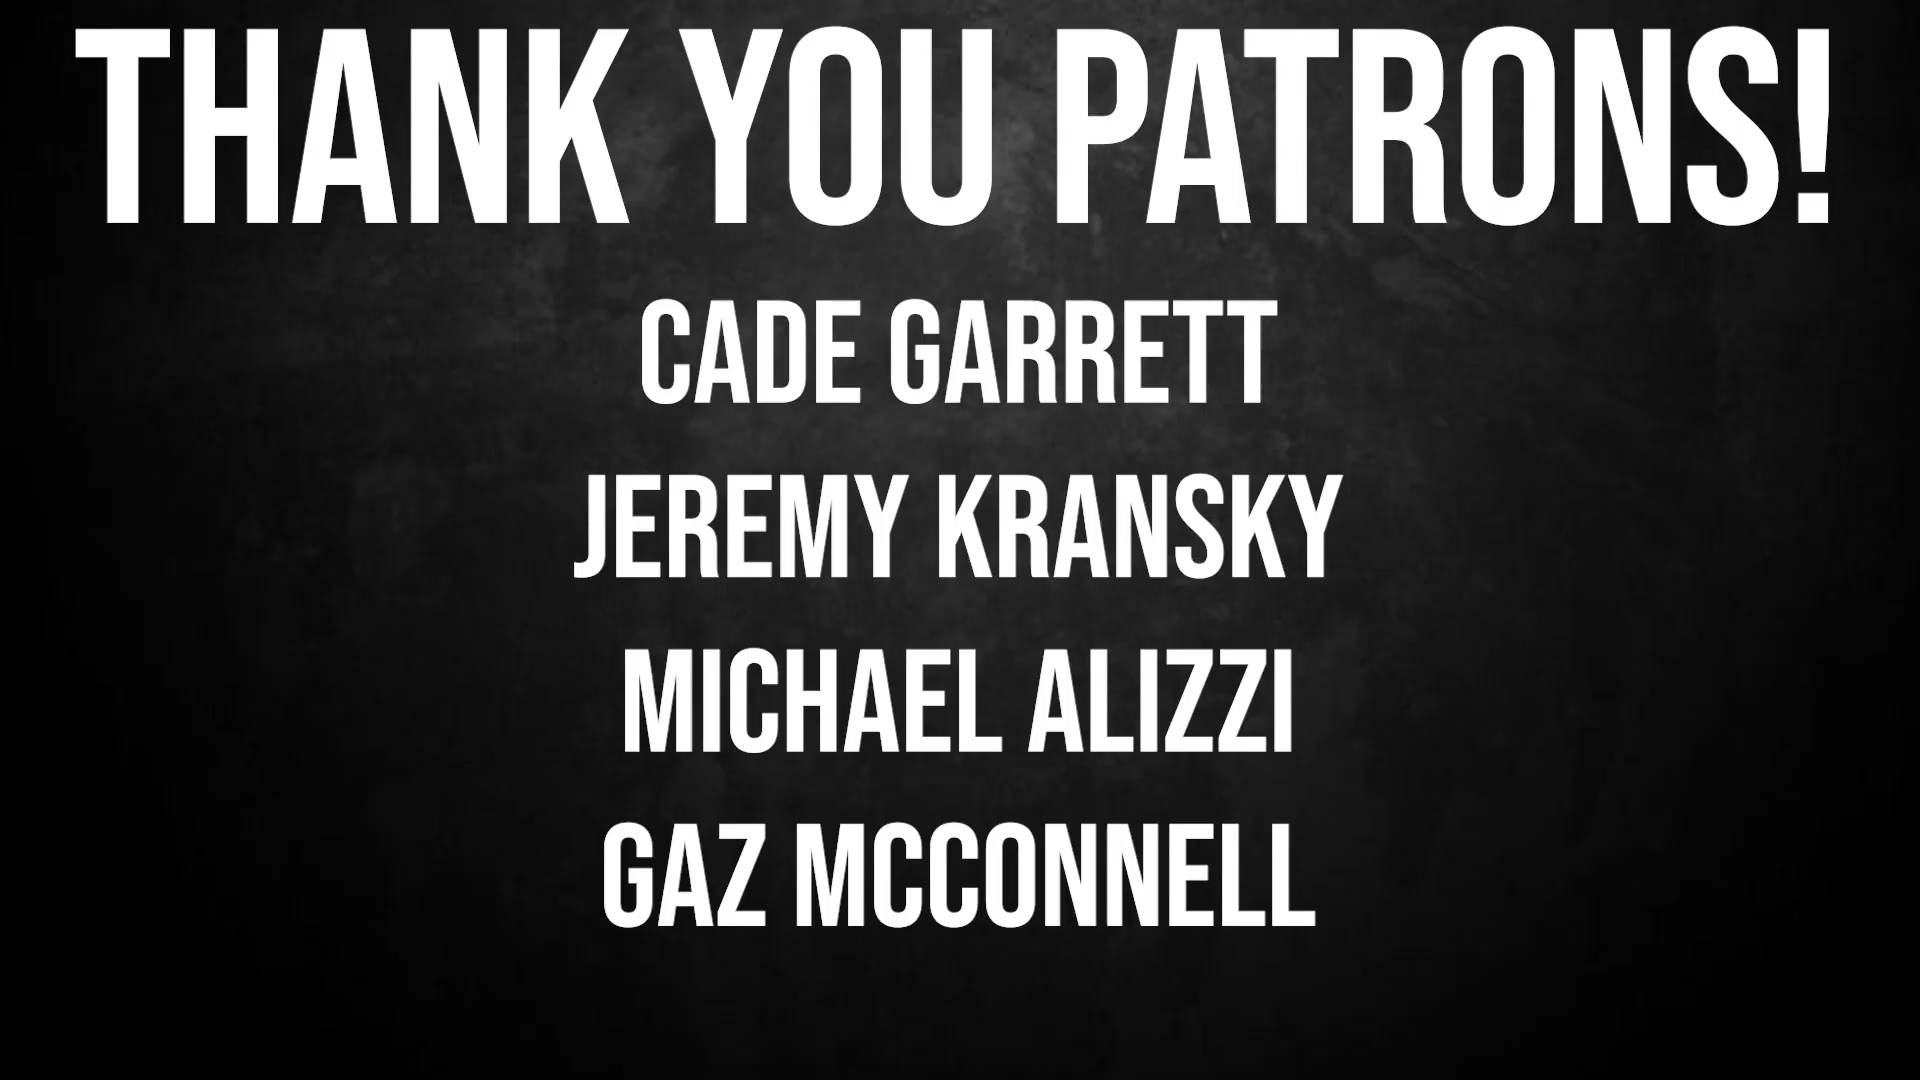 THANK YOU PATRONS!
CADE GARRETT
JEREMY KRANSKY
MICHAEL ALIZZI
GAZ MCCONNELL